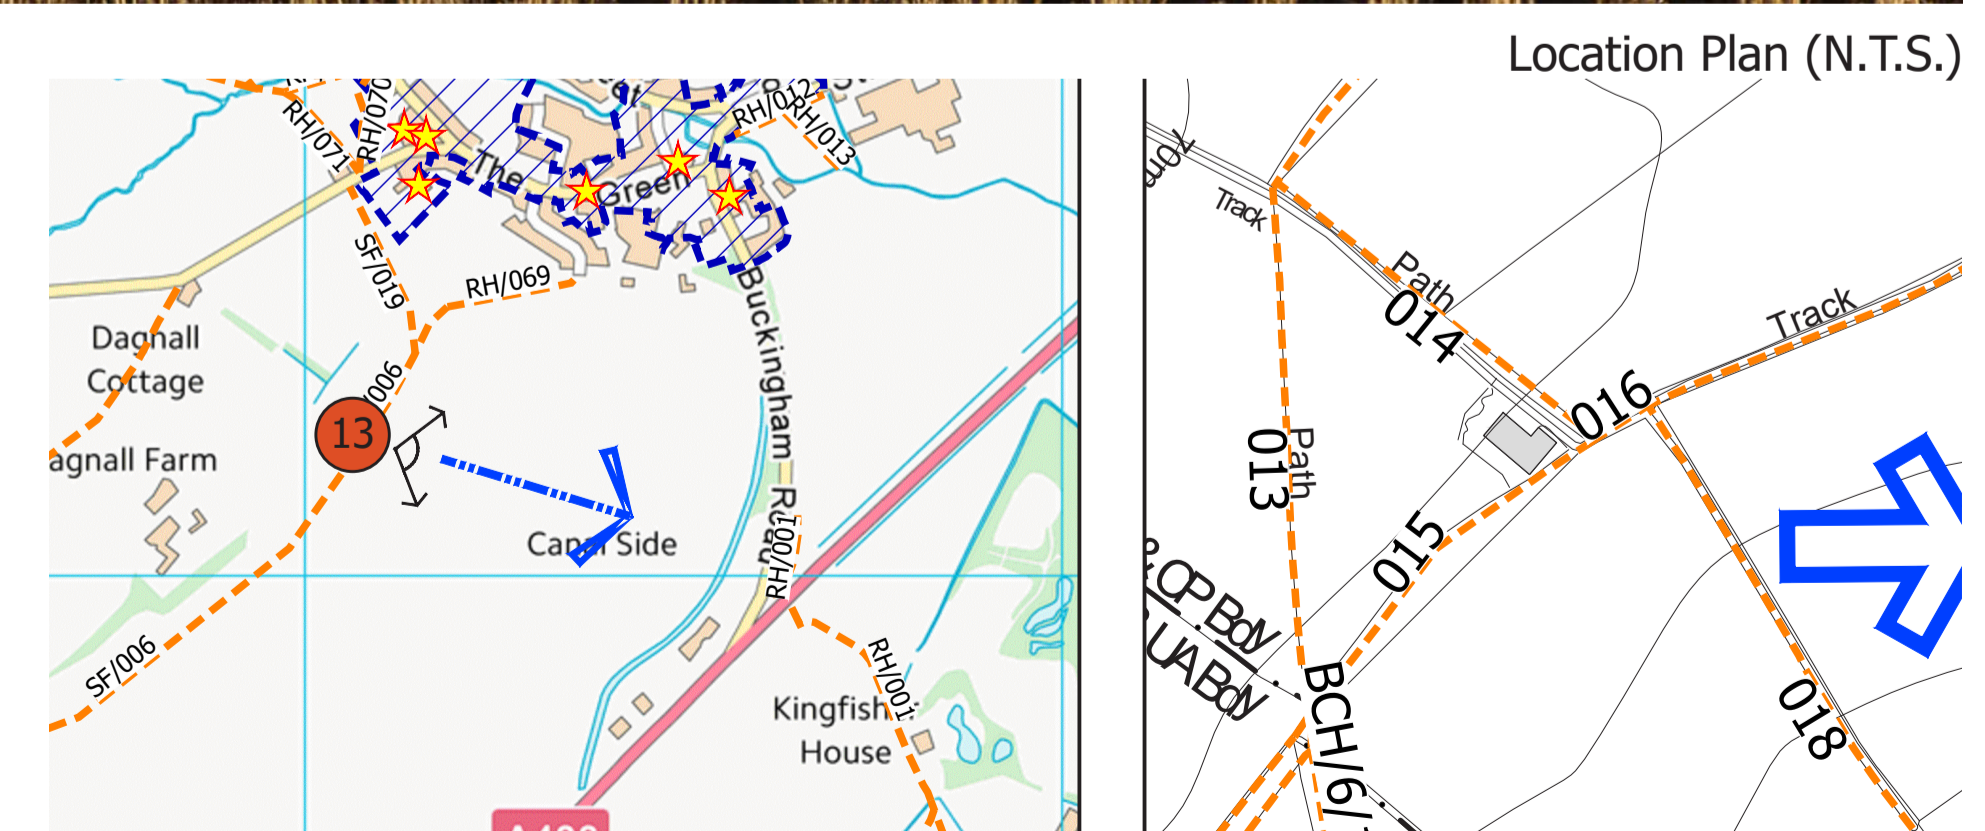 Location Plan (N.T.S.)
RH/071
RH/070
RH/012
RH/013
The
Green
SF/019
RH/069
Buckingham Road
Dagnall
Cottage
13
agnall Farm
Canal Side
RH/001
SF/006
RH/001
Kingfisher
House
Track
Path
014
Track
016
013
Path
015
& OP Bdy
UA Bdy
BCH/6/
018